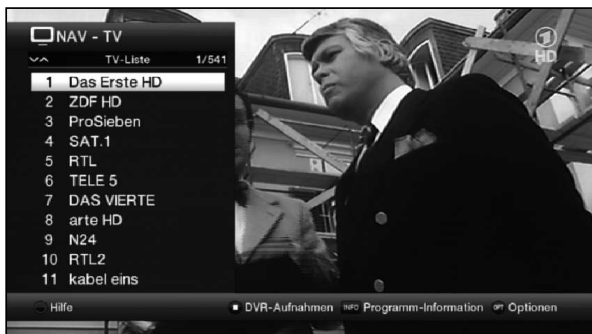 NAV - TV
TV-Liste 1/541
1 Das Erste HD
2 ZDF HD
3 ProSieben
4 SAT.1
5 RTL
6 TELE 5
7 DAS VIERTE
8 arte HD
9 N24
10 RTL2
11 kabel eins
Hilfe DVR-Aufnahmen INFO Programm-Information OPT Optionen
1
HD